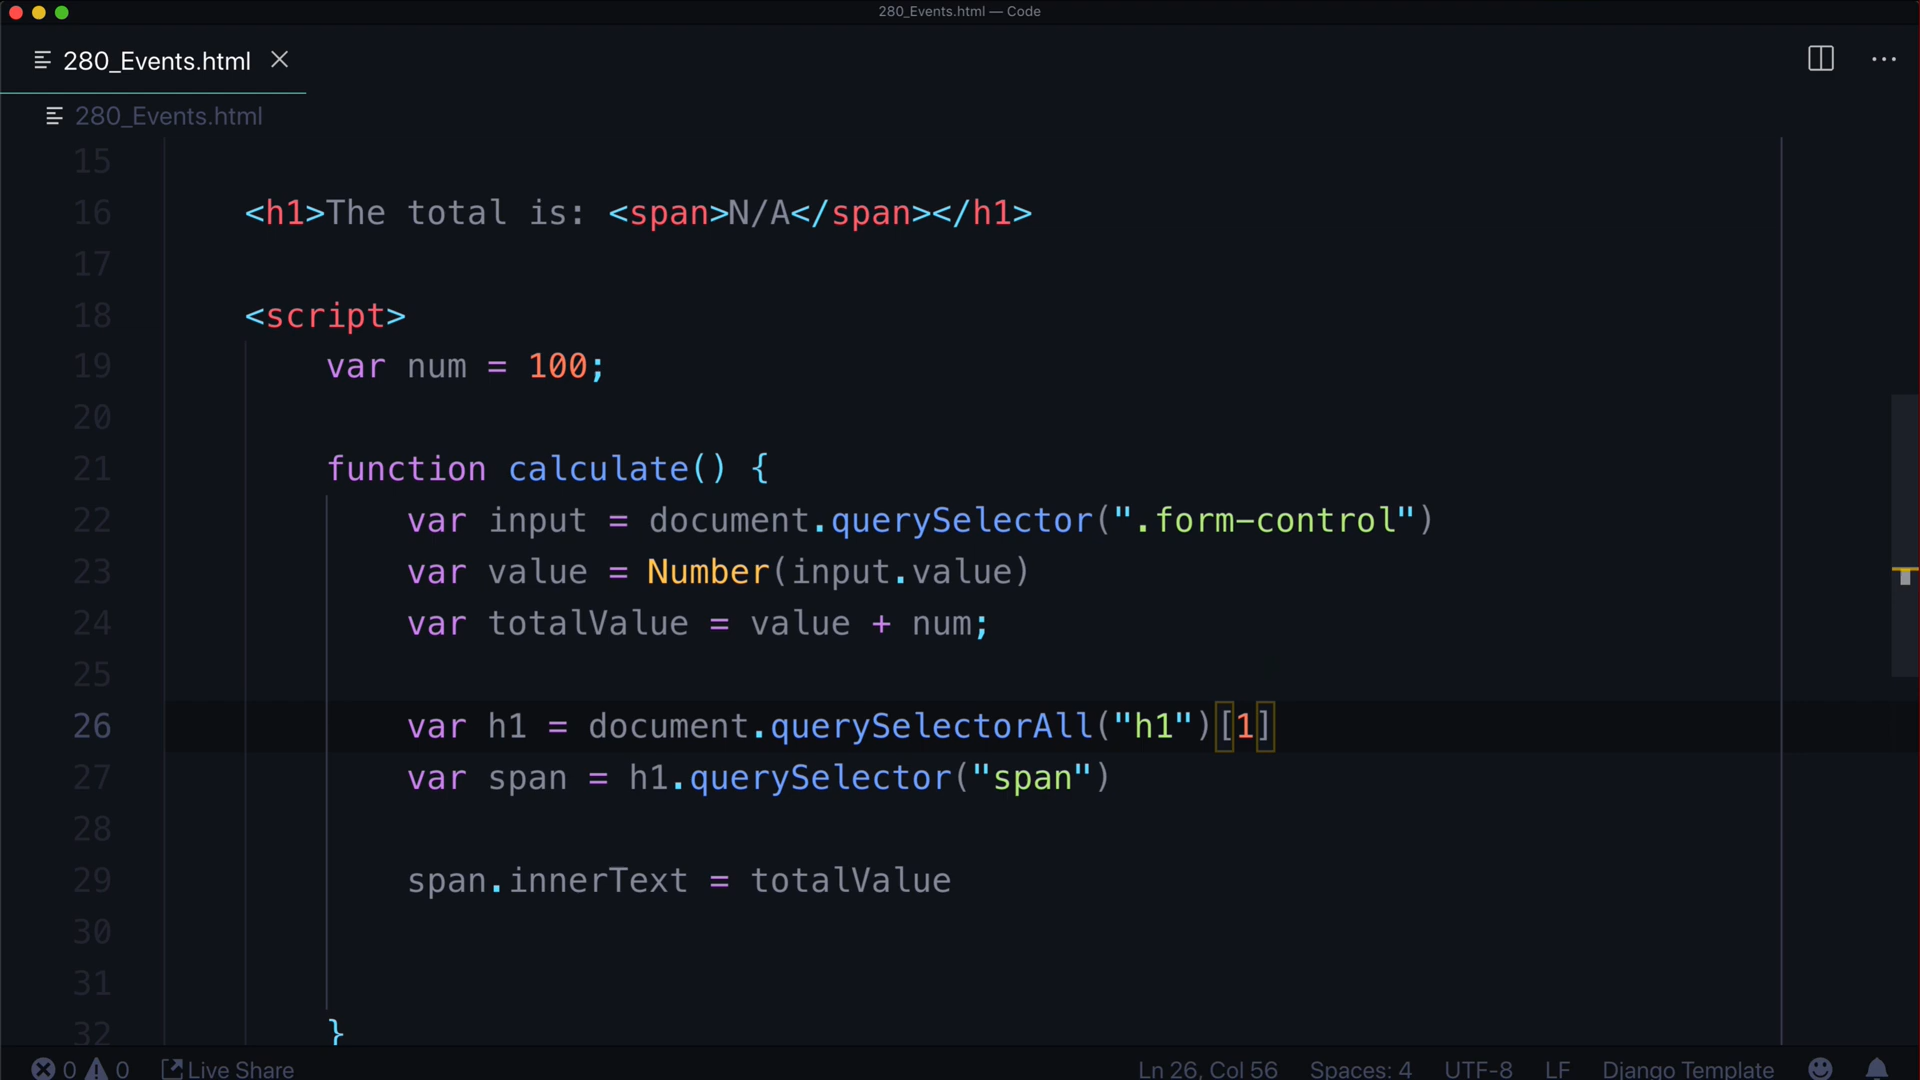 280_Events.html — Code
280_Events.html
280_Events.html
15
16 <h1>The total is: <span>N/A</span></h1>
17
18 <script>
19 var num = 100;
20
21 function calculate() {
22 var input = document.querySelector(".form-control")
23 var value = Number(input.value)
24 var totalValue = value + num;
25
26 var h1 = document.querySelectorAll("h1")[1]
27 var span = h1.querySelector("span")
28
29 span.innerText = totalValue
30
31
32 }
0 0 Live Share Ln 26, Col 56 Spaces: 4 UTF-8 LF Django Template